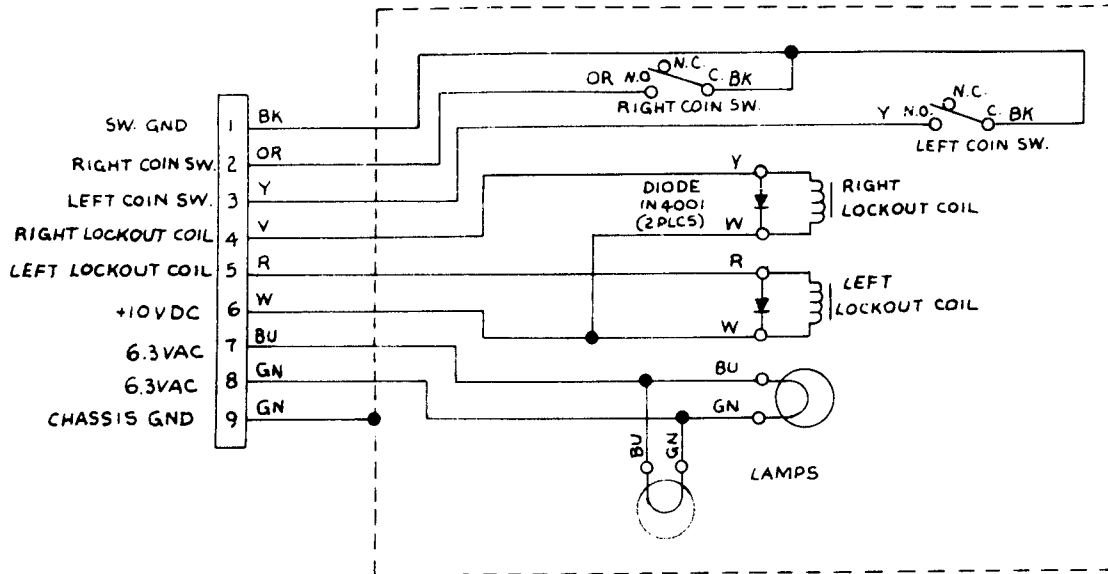 N.C.
OR N.O. C. BK
RIGHT COIN SW.
N.C.
Y N.O. C. BK
LEFT COIN SW.
SW. GND 1 BK
RIGHT COIN SW. 2 OR
LEFT COIN SW. 3 Y
RIGHT LOCKOUT COIL 4 V
LEFT LOCKOUT COIL 5 R
+10VDC 6 W
6.3VAC 7 BU
6.3VAC 8 GN
CHASSIS GND 9 GN
Y
DIODE
IN4001
(2PLCS)
W
RIGHT
LOCKOUT COIL
R
W
LEFT
LOCKOUT COIL
BU
GN
BU
GN
LAMPS